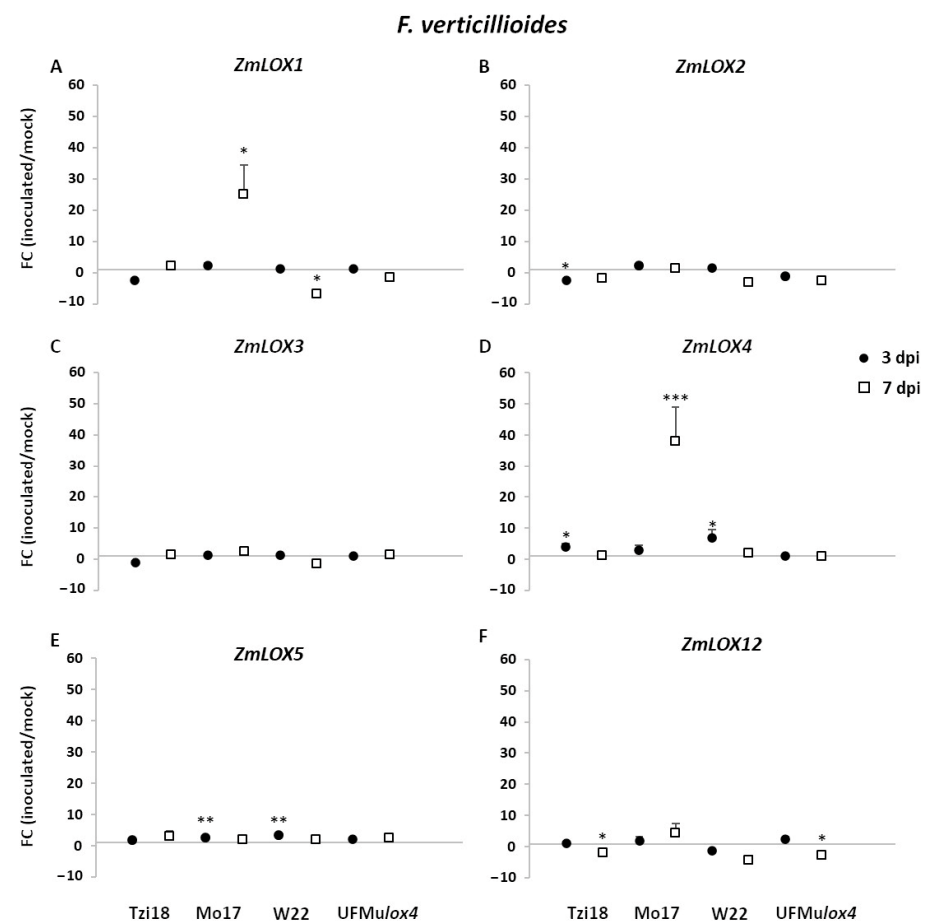 F. verticillioides
A
ZmLOX1
FC (inoculated/mock)
60
50
40
30
20
10
0
−10
*
*
B
ZmLOX2
60
50
40
30
20
10
0
−10
*
C
ZmLOX3
FC (inoculated/mock)
60
50
40
30
20
10
0
−10
D
ZmLOX4
60
50
40
30
20
10
0
−10
*
***
*
3 dpi
7 dpi
E
ZmLOX5
FC (inoculated/mock)
60
50
40
30
20
10
0
−10
**
**
Tzi18 Mo17 W22 UFMulox4
F
ZmLOX12
60
50
40
30
20
10
0
−10
*
*
Tzi18 Mo17 W22 UFMulox4